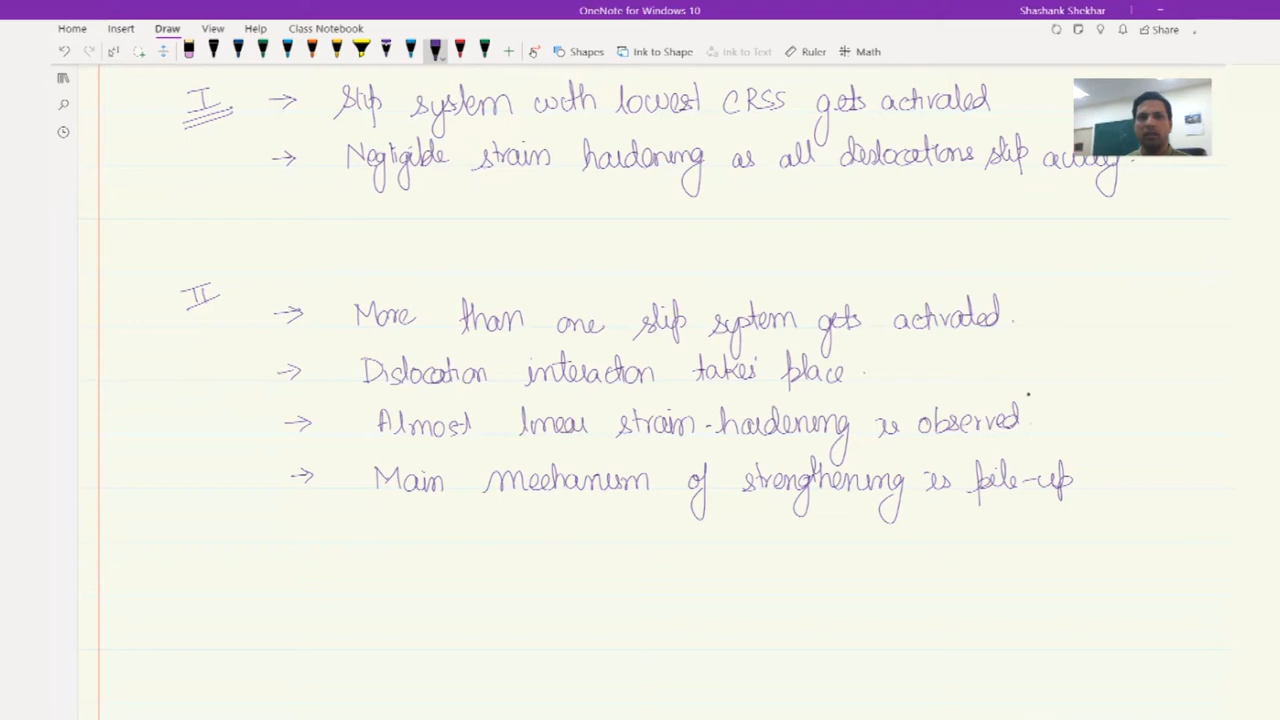 OneNote for Windows 10
Shashank Shekhar
Home Insert Draw View Help Class Notebook
Share
Shapes Ink to Shape Ink to Text Ruler Math
I → Slip system with lowest CRSS gets activated
→ Negligible strain hardening as all dislocations slip away.
II → More than one slip system gets activated.
→ Dislocation interaction takes place.
→ Almost linear strain-hardening is observed
→ Main mechanism of strengthening is pile-up